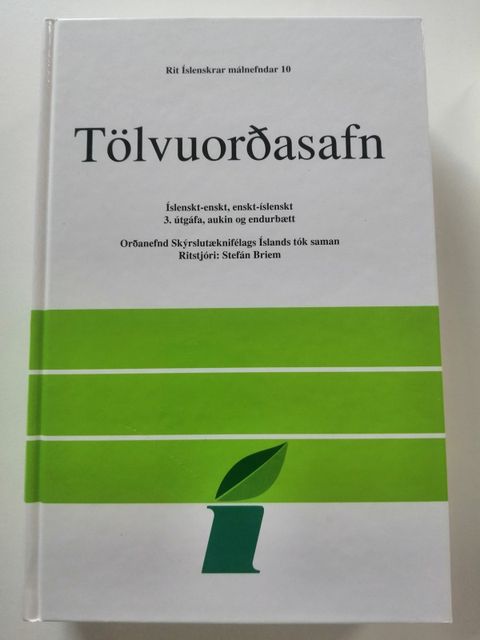 Rit Íslenskrar málnefndar 10
Tölvuorðasafn
Íslenskt-enskt, enskt-íslenskt
3. útgáfa, aukin og endurbætt
Orðanefnd Skýrslutæknifélags Íslands tók saman
Ritstjóri: Stefán Briem